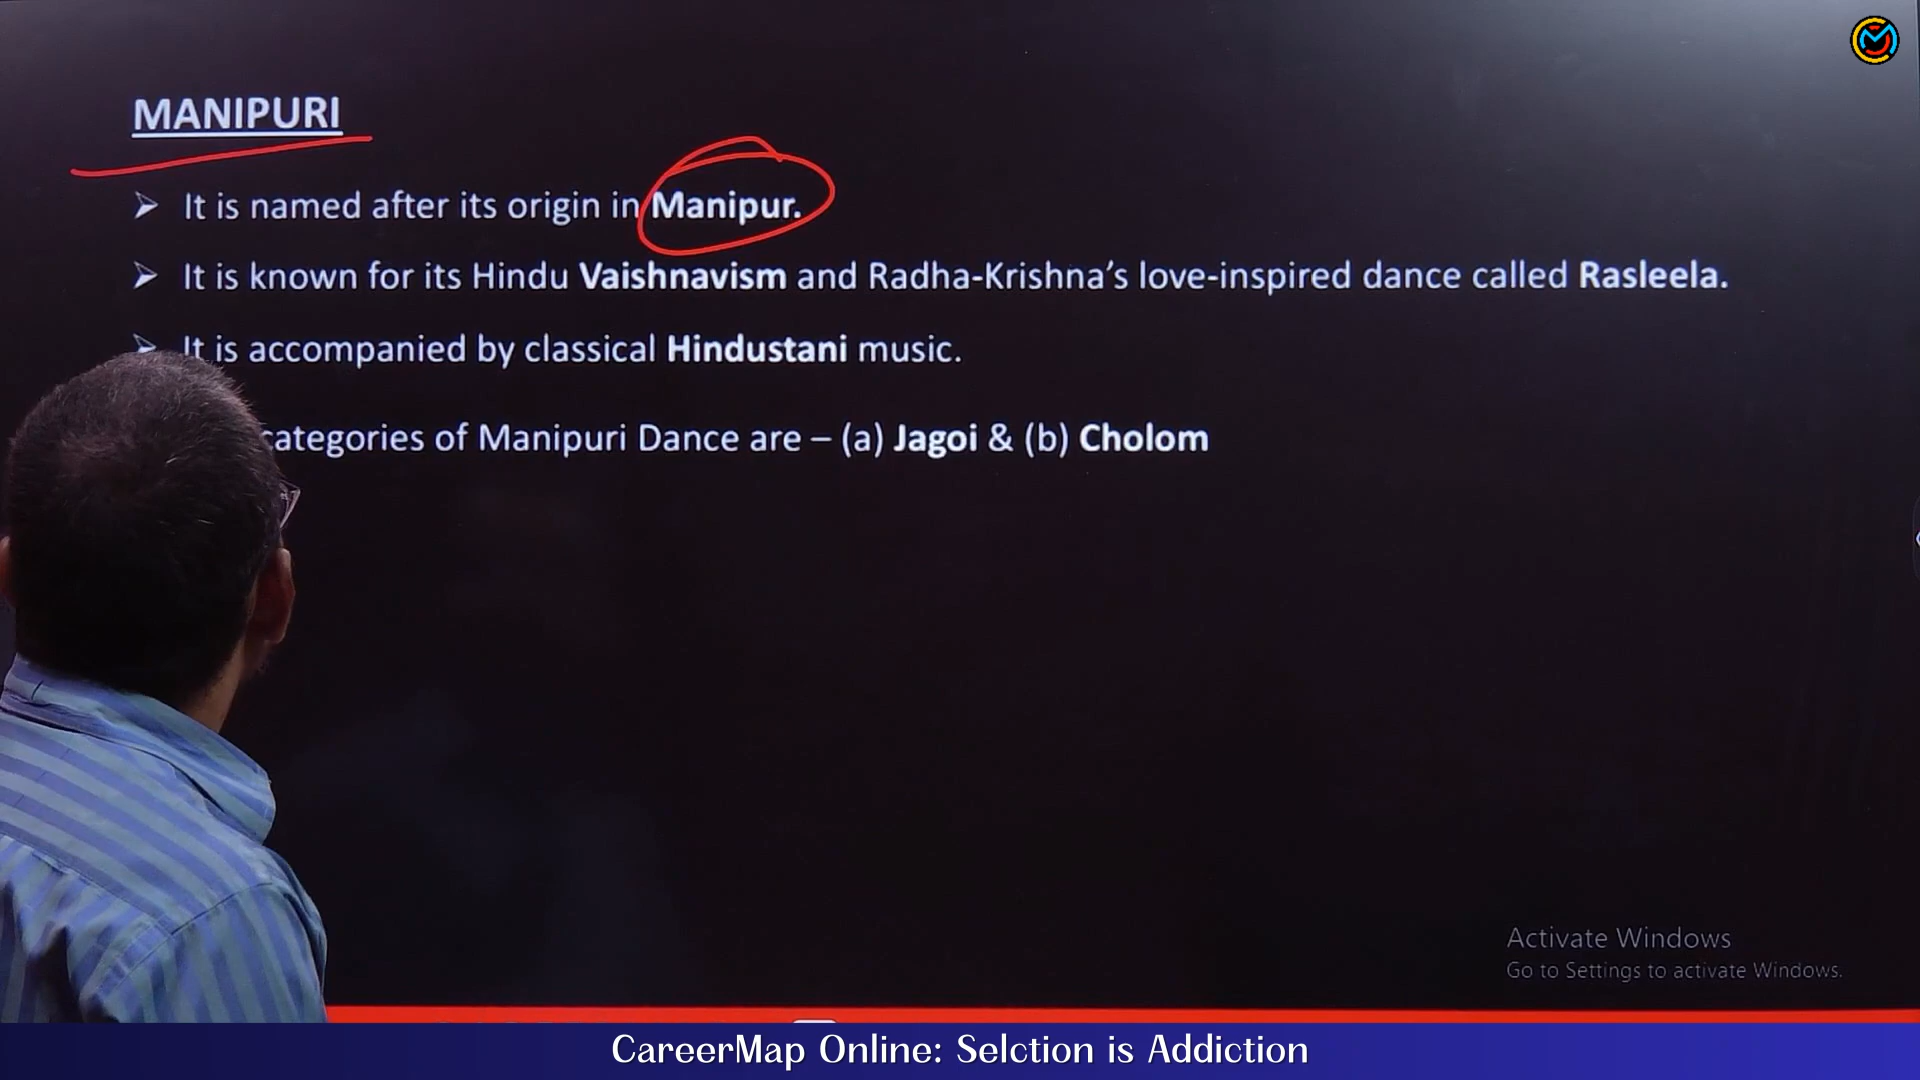 MANIPURI
➢ It is named after its origin in Manipur.
➢ It is known for its Hindu Vaishnavism and Radha-Krishna’s love-inspired dance called Rasleela.
➢ It is accompanied by classical Hindustani music.
categories of Manipuri Dance are – (a) Jagoi & (b) Cholom
Activate Windows
Go to Settings to activate Windows.
CareerMap Online: Selction is Addiction